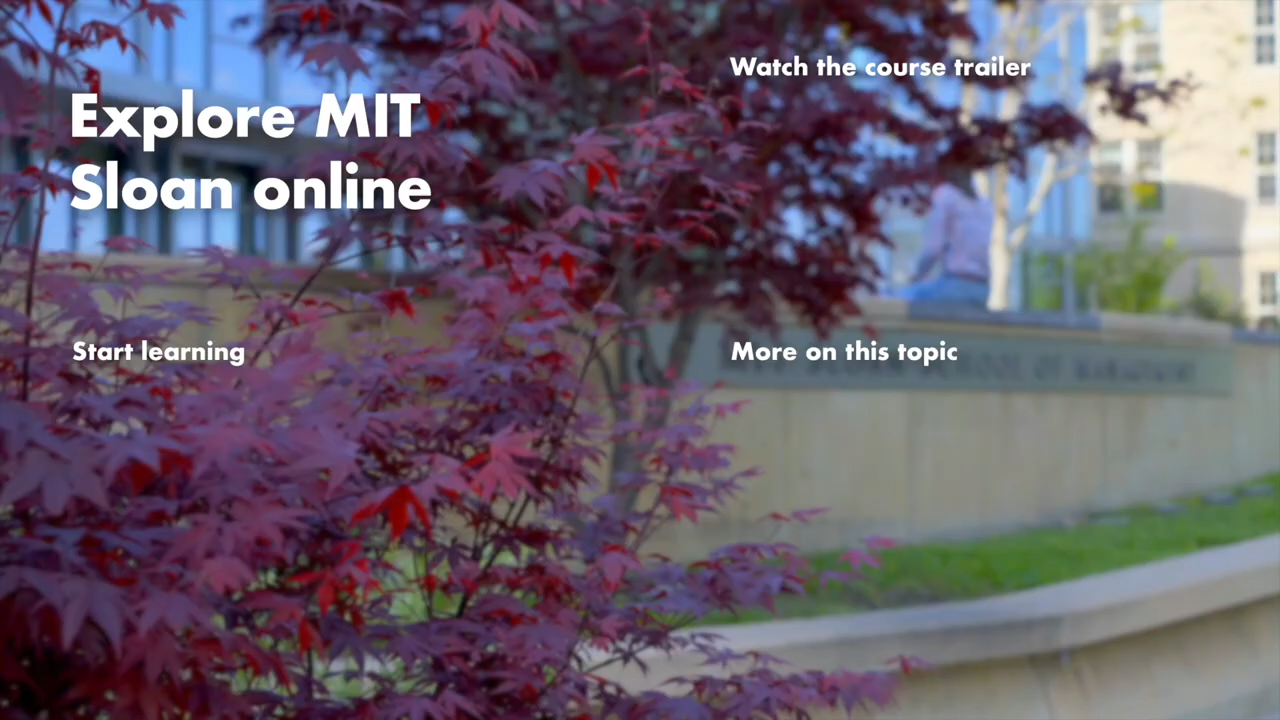 Explore MIT
Sloan online
Watch the course trailer
Start learning
More on this topic